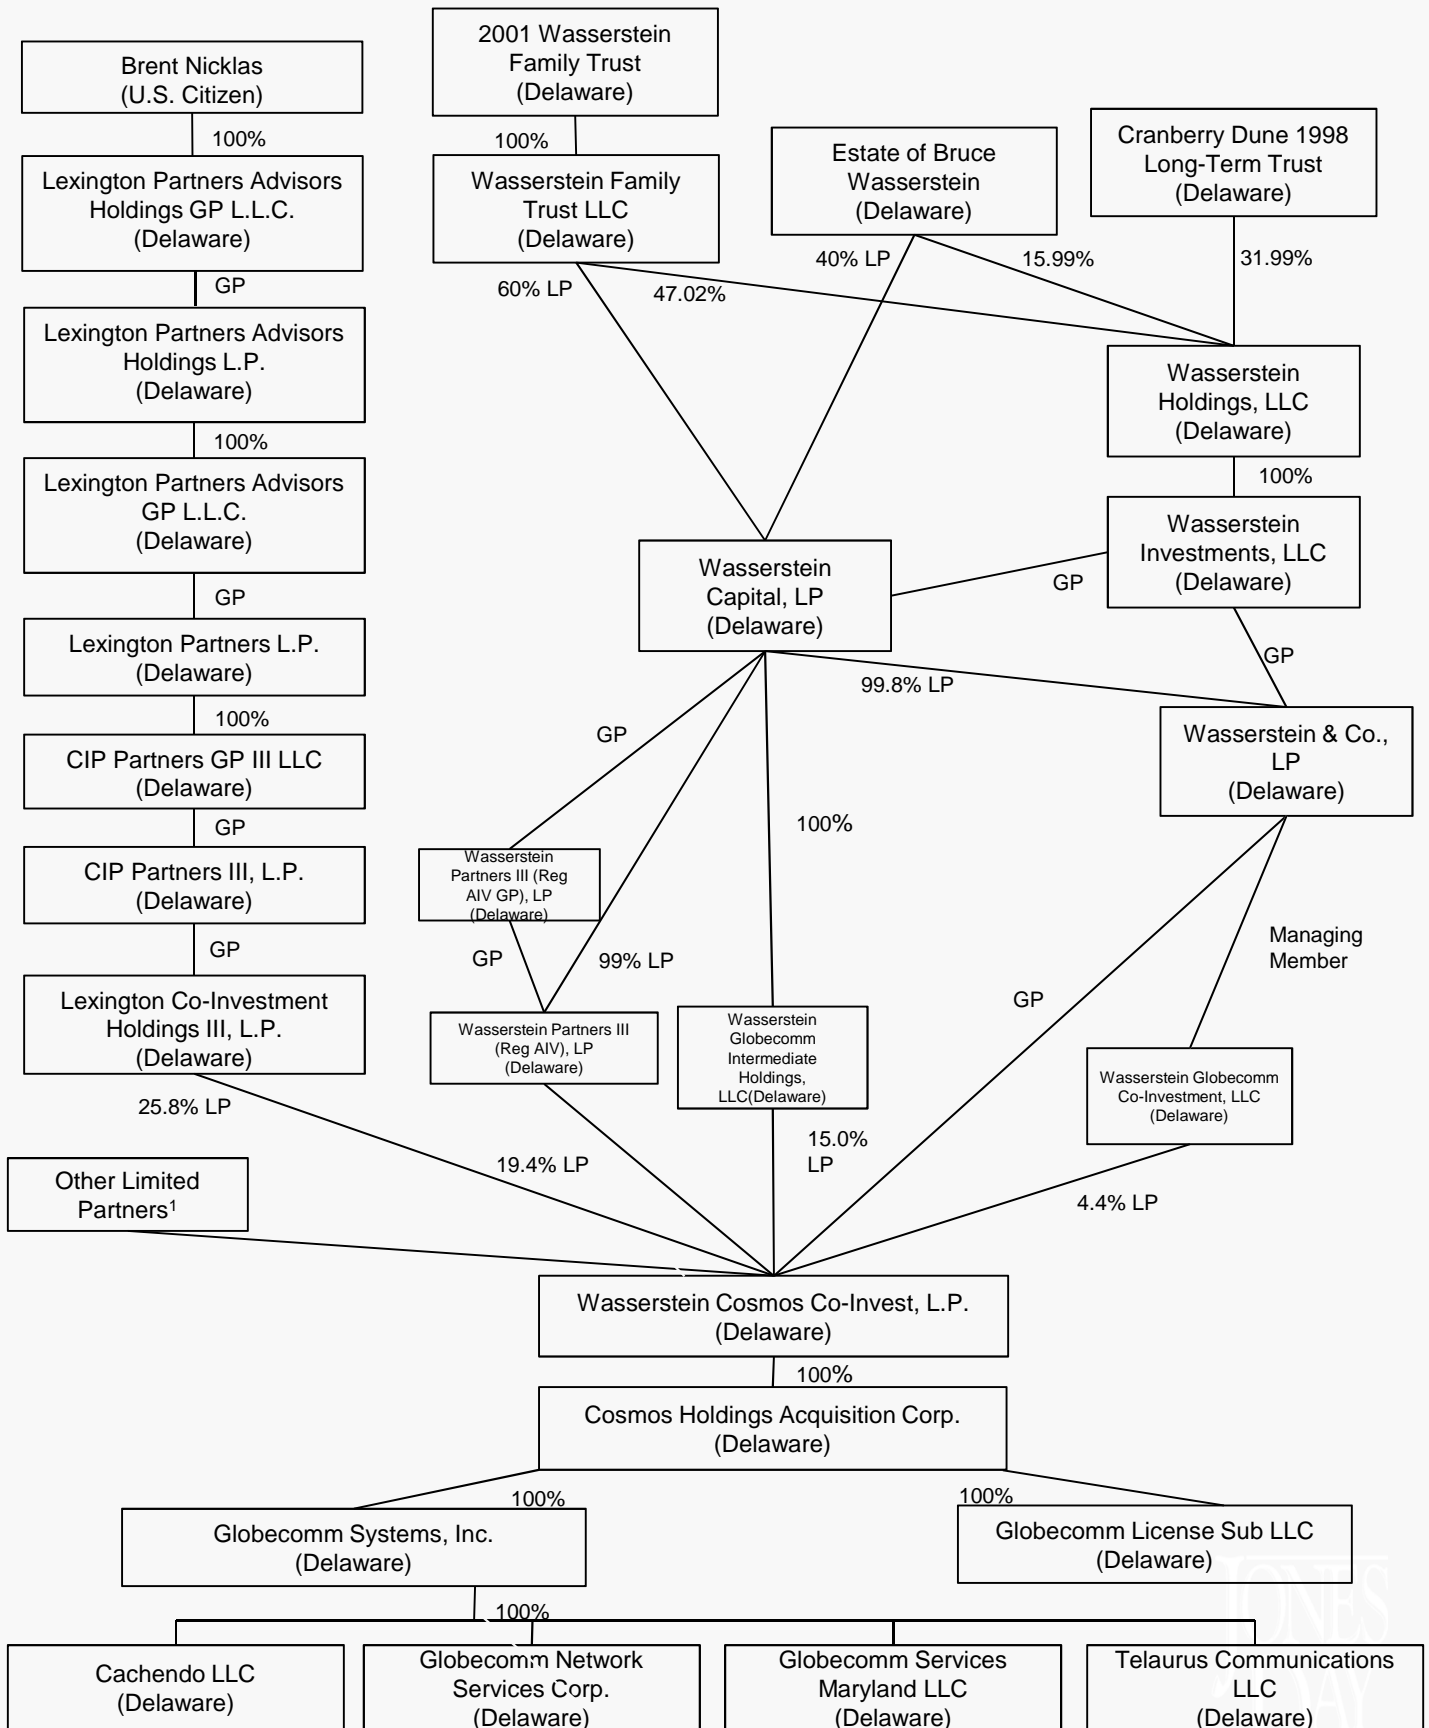 2001 Wasserstein
Family Trust
(Delaware)
Brent Nicklas
(U.S. Citizen)
Cranberry Dune 1998
Long-Term Trust
(Delaware)
Estate of Bruce
Wasserstein
(Delaware)
100%
100%
Lexington Partners Advisors
Holdings GP L.L.C.
(Delaware)
Wasserstein Family
Trust LLC
(Delaware)
40% LP
15.99%
31.99%
GP
60% LP
47.02%
Lexington Partners Advisors
Holdings L.P.
(Delaware)
Wasserstein
Holdings, LLC
(Delaware)
100%
100%
Lexington Partners Advisors
GP L.L.C.
(Delaware)
Wasserstein
Investments, LLC
(Delaware)
Wasserstein
Capital, LP
(Delaware)
GP
GP
GP
Lexington Partners L.P.
(Delaware)
99.8% LP
100%
GP
Wasserstein & Co.,
LP
(Delaware)
CIP Partners GP III LLC
(Delaware)
GP
100%
CIP Partners III, L.P.
(Delaware)
Wasserstein
Partners III (Reg
AIV GP), LP
(Delaware)
GP
GP
99% LP
Managing
Member
GP
Lexington Co-Investment
Holdings III, L.P.
(Delaware)
Wasserstein Partners III
(Reg AIV), LP
(Delaware)
Wasserstein
Globecomm
Intermediate
Holdings,
LLC(Delaware)
Wasserstein Globecomm
Co-Investment, LLC
(Delaware)
25.8% LP
19.4% LP
15.0%
LP
4.4% LP
Other Limited
Partners¹
Wasserstein Cosmos Co-Invest, L.P.
(Delaware)
100%
Cosmos Holdings Acquisition Corp.
(Delaware)
100%
100%
Globecomm Systems, Inc.
(Delaware)
Globecomm License Sub LLC
(Delaware)
100%
Cachendo LLC
(Delaware)
Globecomm Network
Services Corp.
(Delaware)
Globecomm Services
Maryland LLC
(Delaware)
Telaurus Communications
LLC
(Delaware)
JONES
DAY